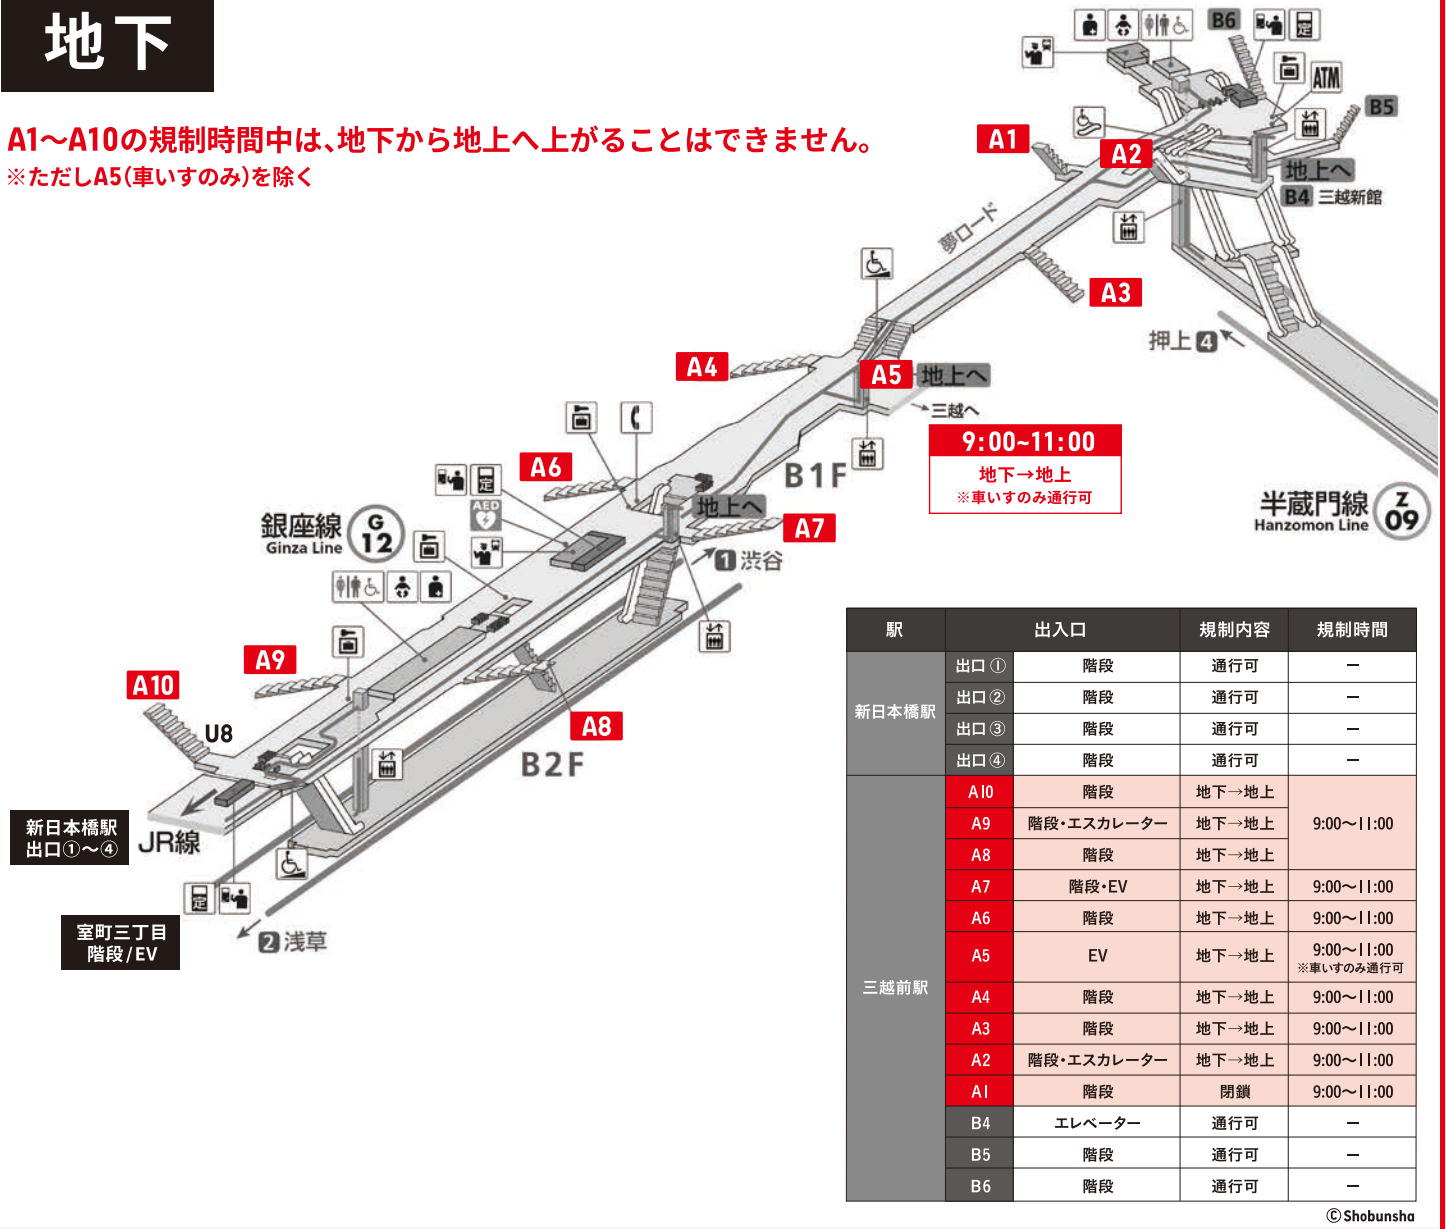 地下
A1～A10の規制時間中は、地下から地上へ上がることはできません。
※ただしA5(車いすのみ)を除く
B6
定
ATM
B5
A1
A2
地上へ
B4 三越新館
夢ロード
A3
押上4
A4
A5 地上へ
→三越へ
9:00~11:00
地下→地上
※車いすのみ通行可
B1F
A6
定
AED
地上へ
A7
銀座線
Ginza Line
G
12
半蔵門線
Hanzomon Line
Z
09
1渋谷
A9
A10
U8
A8
B2F
新日本橋駅
出口①～④
JR線
定
室町三丁目
階段/EV
2浅草
駅 出入口 規制内容 規制時間
新日本橋駅
出口① 階段 通行可 ー
出口② 階段 通行可 ー
出口③ 階段 通行可 ー
出口④ 階段 通行可 ー
三越前駅
A10 階段 地下→地上
A9 階段・エスカレーター 地下→地上 9:00～11:00
A8 階段 地下→地上
A7 階段・EV 地下→地上 9:00～11:00
A6 階段 地下→地上 9:00～11:00
A5 EV 地下→地上 9:00～11:00
※車いすのみ通行可
A4 階段 地下→地上 9:00～11:00
A3 階段 地下→地上 9:00～11:00
A2 階段・エスカレーター 地下→地上 9:00～11:00
A1 階段 閉鎖 9:00～11:00
B4 エレベーター 通行可 ー
B5 階段 通行可 ー
B6 階段 通行可 ー
©Shobunsha